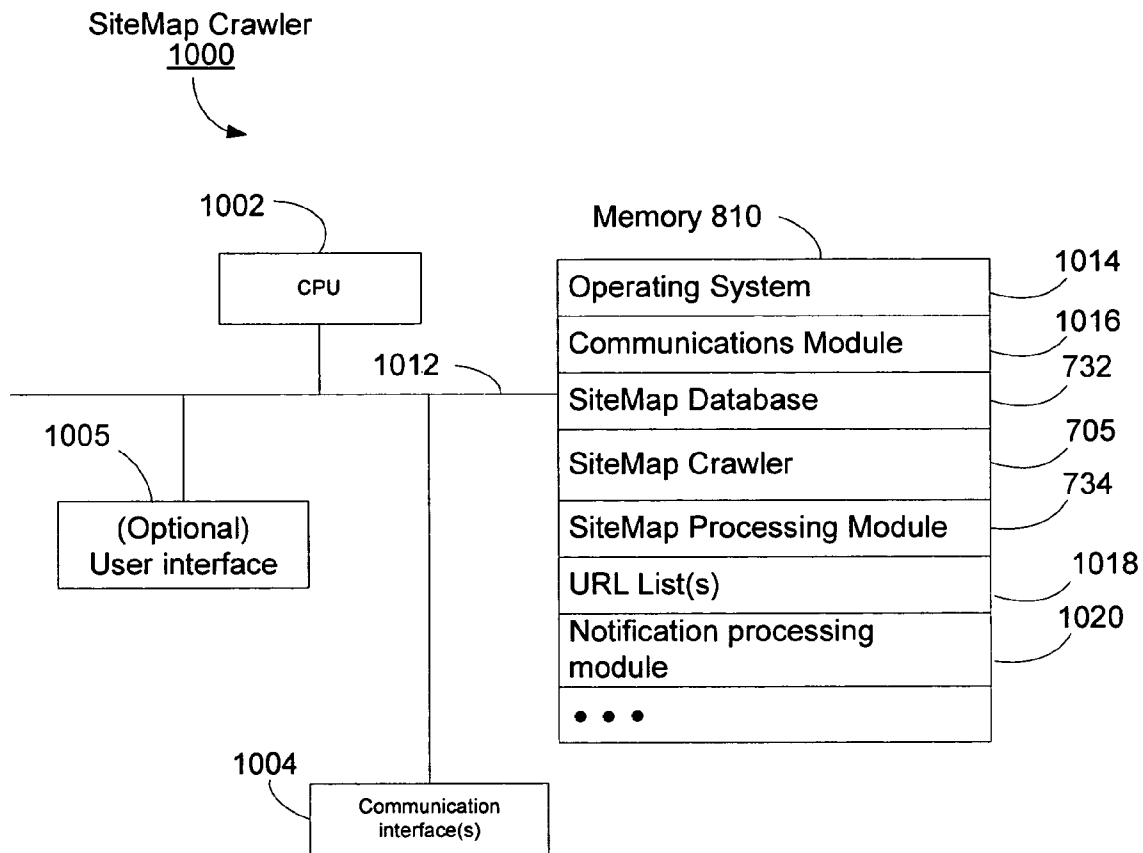 SiteMap Crawler
1000
1002
CPU
1012
1005
(Optional)
User interface
1004
Communication
interface(s)
Memory 810
Operating System
1014
Communications Module
1016
SiteMap Database
732
SiteMap Crawler
705
SiteMap Processing Module
734
URL List(s)
1018
Notification processing
module
1020
• • •